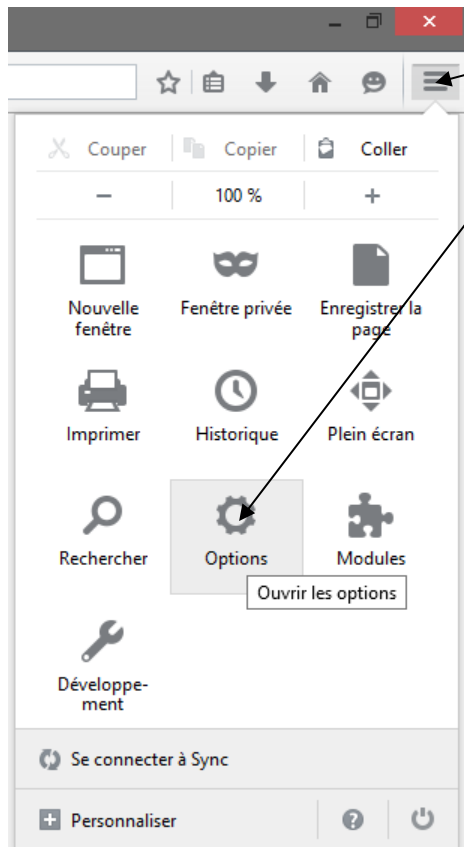 Couper Copier Coller
100 %
Nouvelle
fenêtre
Fenêtre privée
Enregistrer la
page
Imprimer
Historique
Plein écran
Rechercher
Options
Modules
Ouvrir les options
Développe-
ment
Se connecter à Sync
Personnaliser